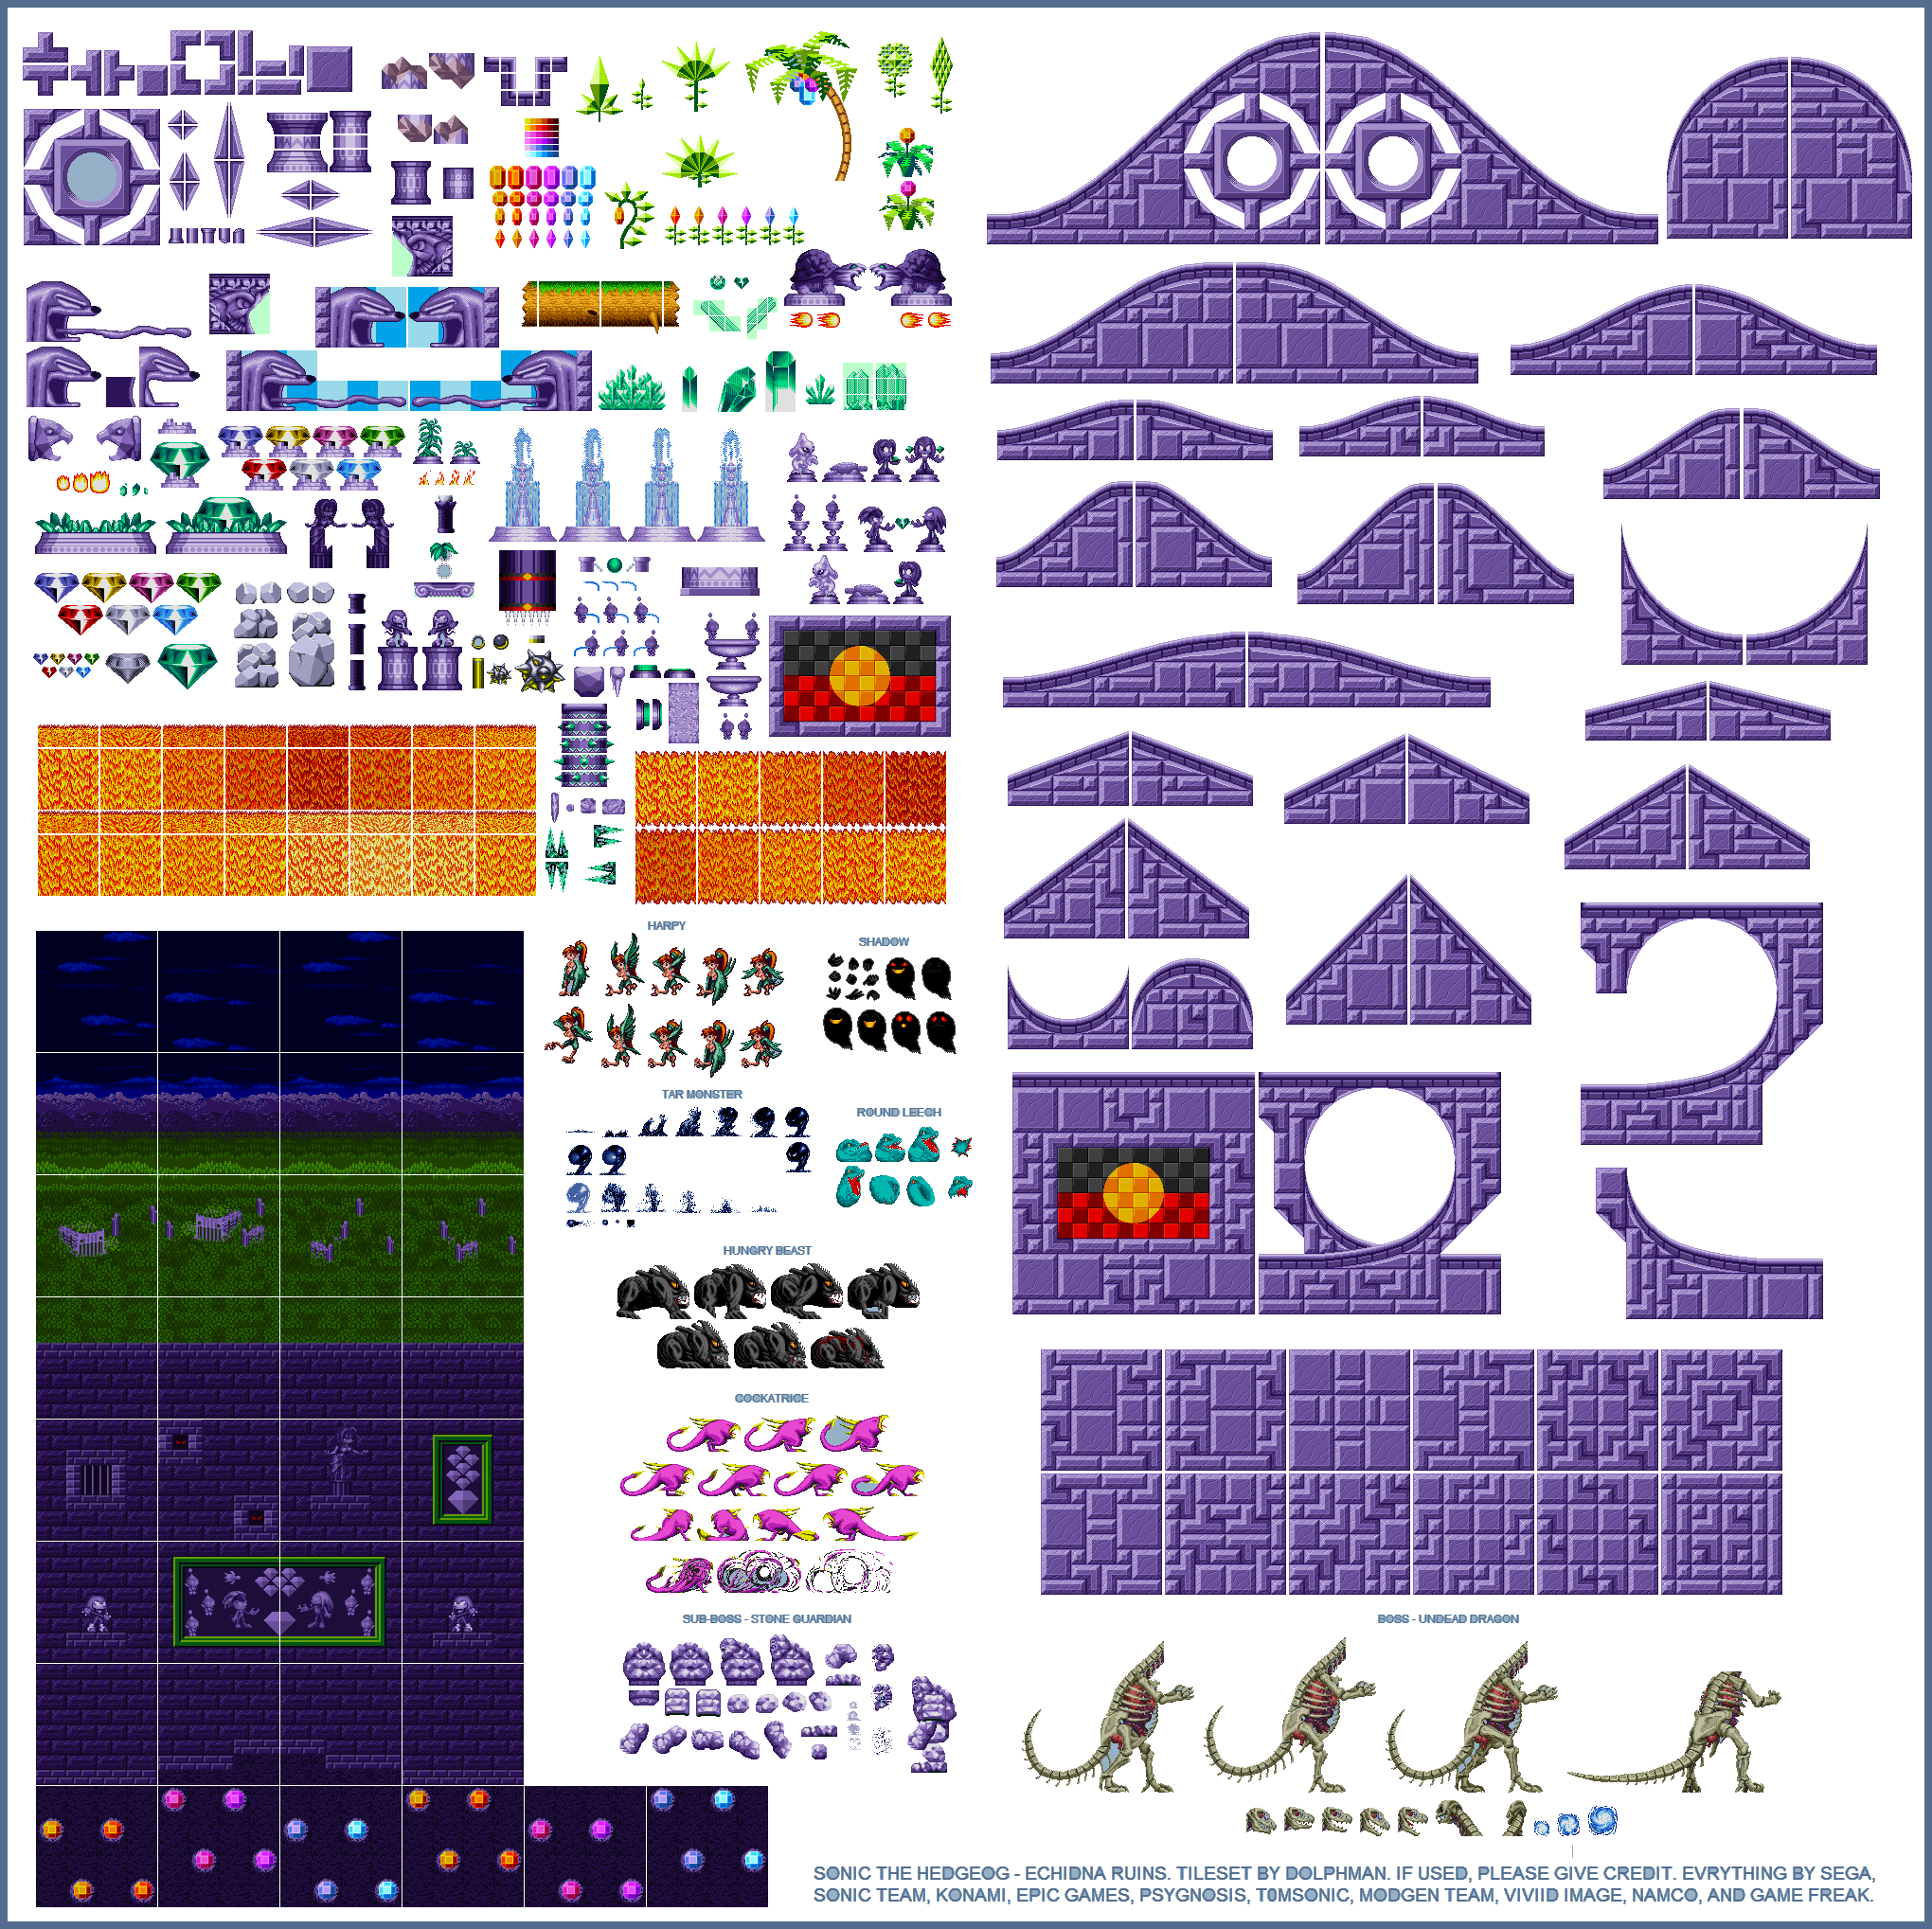 HARPY
SHADOW
TAR MONSTER
ROUND LEECH
HUNGRY BEAST
COCKATRICE
SUB-BOSS - STONE GUARDIAN
BOSS - UNDEAD DRAGON
SONIC THE HEDGEOG - ECHIDNA RUINS. TILESET BY DOLPHMAN. IF USED, PLEASE GIVE CREDIT. EVRYTHING BY SEGA,
SONIC TEAM, KONAMI, EPIC GAMES, PSYGNOSIS, T0MSONIC, MODGEN TEAM, VIVIID IMAGE, NAMCO, AND GAME FREAK.